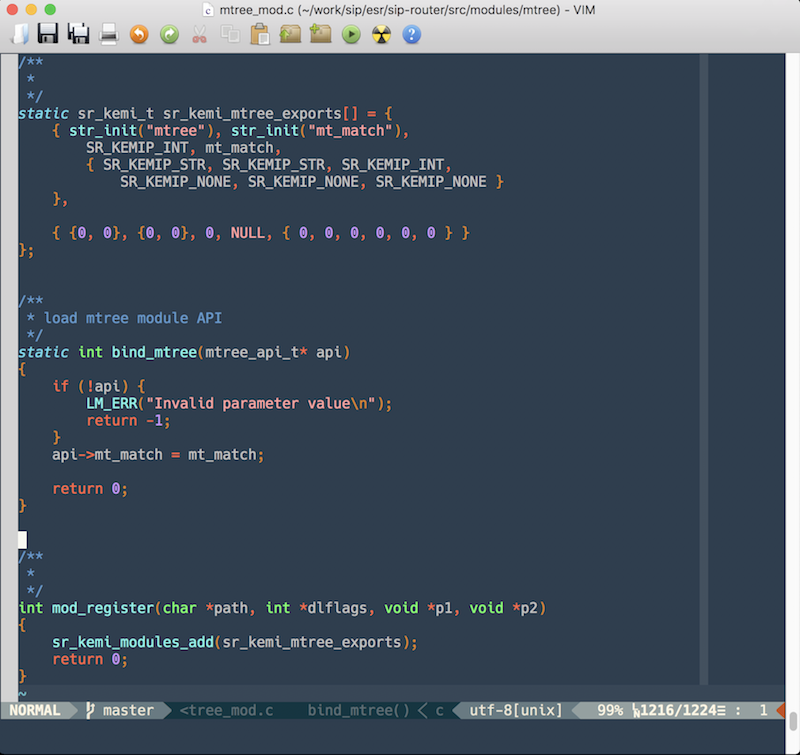 mtree_mod.c (~/work/sip/esr/sip-router/src/modules/mtree) - VIM
/**
 *
 */
static sr_kemi_t sr_kemi_mtree_exports[] = {
    { str_init("mtree"), str_init("mt_match"),
        SR_KEMIP_INT, mt_match,
        { SR_KEMIP_STR, SR_KEMIP_STR, SR_KEMIP_INT,
            SR_KEMIP_NONE, SR_KEMIP_NONE, SR_KEMIP_NONE }
    },

    { {0, 0}, {0, 0}, 0, NULL, { 0, 0, 0, 0, 0, 0 } }
};

/**
 * load mtree module API
 */
static int bind_mtree(mtree_api_t* api)
{
    if (!api) {
        LM_ERR("Invalid parameter value\n");
        return -1;
    }
    api->mt_match = mt_match;

    return 0;
}

/**
 *
 */
int mod_register(char *path, int *dlflags, void *p1, void *p2)
{
    sr_kemi_modules_add(sr_kemi_mtree_exports);
    return 0;
}
~
NORMAL master <tree_mod.c bind_mtree() < c utf-8[unix] 99% 1216/1224≡ : 1